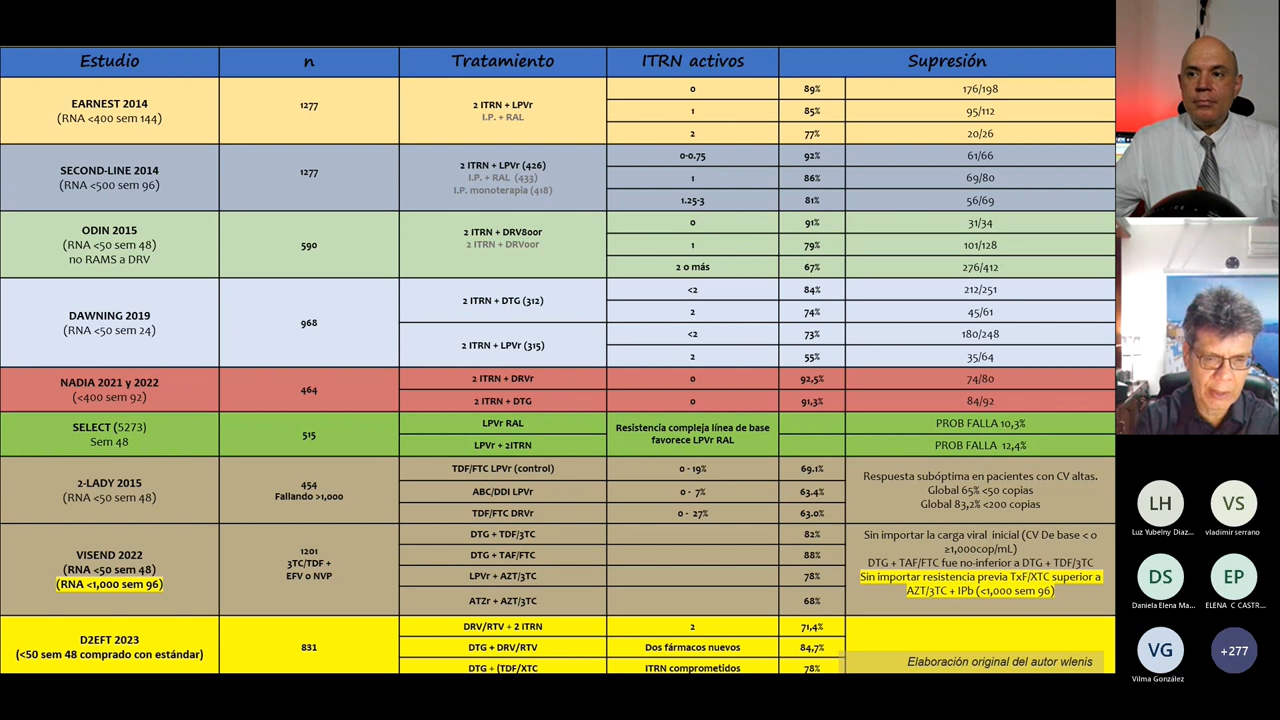 Estudio n Tratamiento ITRN activos Supresión
EARNEST 2014
(RNA <400 sem 144)
1277
2 ITRN + LPVr
I.P. + RAL
0 89% 176/198
1 85% 95/112
2 77% 20/26
SECOND-LINE 2014
(RNA <500 sem 96)
1277
2 ITRN + LPVr (426)
I.P. + RAL (433)
I.P. monoterapia (418)
0-0.75 92% 61/66
1 86% 69/80
1.25-3 81% 56/69
ODIN 2015
(RNA <50 sem 48)
no RAMS a DRV
590
2 ITRN + DRV800r
2 ITRN + DRV00r
0 91% 31/34
1 79% 101/128
2 o más 67% 276/412
DAWNING 2019
(RNA <50 sem 24)
968
2 ITRN + DTG (312)
<2 84% 212/251
2 74% 45/61
2 ITRN + LPVr (315)
<2 73% 180/248
2 55% 35/64
NADIA 2021 y 2022
(<400 sem 92)
464
2 ITRN + DRVr 0 92,5% 74/80
2 ITRN + DTG 0 91,3% 84/92
SELECT (5273)
Sem 48
515
LPVr RAL
LPVr + 2ITRN
Resistencia compleja línea de base
favorece LPVr RAL
PROB FALLA 10,3%
PROB FALLA 12,4%
2-LADY 2015
(RNA <50 sem 48)
454
Fallando >1,000
TDF/FTC LPVr (control) 0 - 19% 69.1%
ABC/DDI LPVr 0 - 7% 63.4%
TDF/FTC DRVr 0 - 27% 63.0%
Respuesta subóptima en pacientes con CV altas.
Global 65% <50 copias
Global 83,2% <200 copias
VISEND 2022
(RNA <50 sem 48)
(RNA <1,000 sem 96)
1201
3TC/TDF +
EFV o NVP
DTG + TDF/3TC 82%
DTG + TAF/FTC 88%
LPVr + AZT/3TC 78%
ATZr + AZT/3TC 68%
Sin importar la carga viral inicial (CV De base < o
≥1,000cop/mL)
DTG + TAF/FTC fue no-inferior a DTG + TDF/3TC
Sin importar resistencia previa TxF/XTC superior a
AZT/3TC + IPb (<1,000 sem 96)
D2EFT 2023
(<50 sem 48 comprado con estándar)
831
DRV/RTV + 2 ITRN 2 71,4%
DTG + DRV/RTV Dos fármacos nuevos 84,7%
DTG + (TDF/XTC ITRN comprometidos 78%
Elaboración original del autor wlenis
LH VS
Luz Yubelny Díaz... vladimir serrano
DS EP
Daniela Elena Ma... ELENA C CASTR...
VG +277
Vilma González